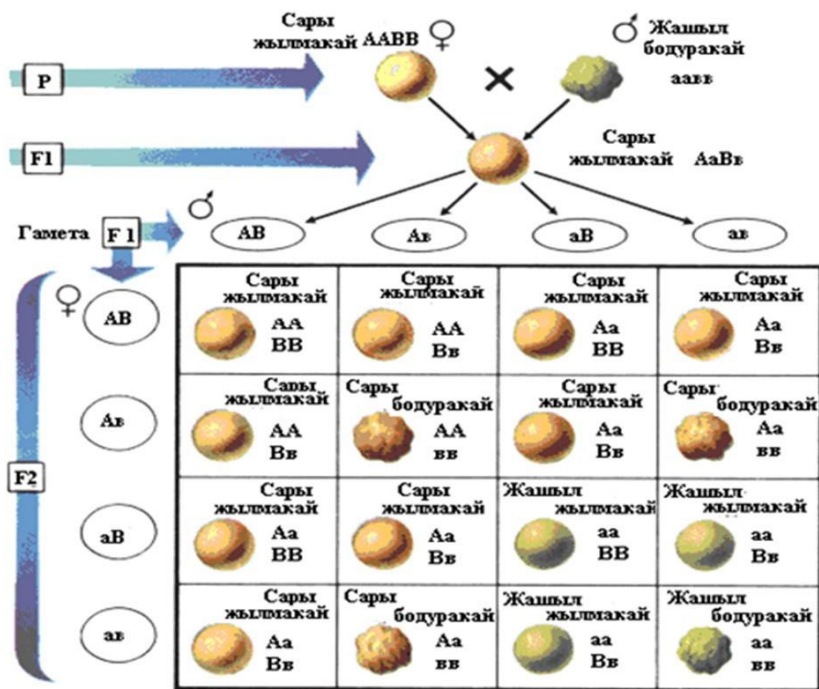 Сары
жылмакай ААВВ ♀
♂ Жашыл
бодуракай
аавв
P
F1
Сары
жылмакай АаВв
Гамета F 1 ♂
АВ Ав аВ ав
♀
F2
АВ
Сары
жылмакай
АА
ВВ
Сары
жылмакай
АА
Вв
Сары
жылмакай
Аа
ВВ
Сары
жылмакай
Аа
Вв
Ав
Сары
жылмакай
АА
Вв
Сары
бодуракай
АА
вв
Сары
жылмакай
Аа
Вв
Сары
бодуракай
Аа
вв
аВ
Сары
жылмакай
Аа
ВВ
Сары
жылмакай
Аа
Вв
Жашыл
жылмакай
аа
ВВ
Жашыл
жылмакай
аа
Вв
ав
Сары
жылмакай
Аа
Вв
Сары
бодуракай
Аа
вв
Жашыл
жылмакай
аа
Вв
Жашыл
бодуракай
аа
вв